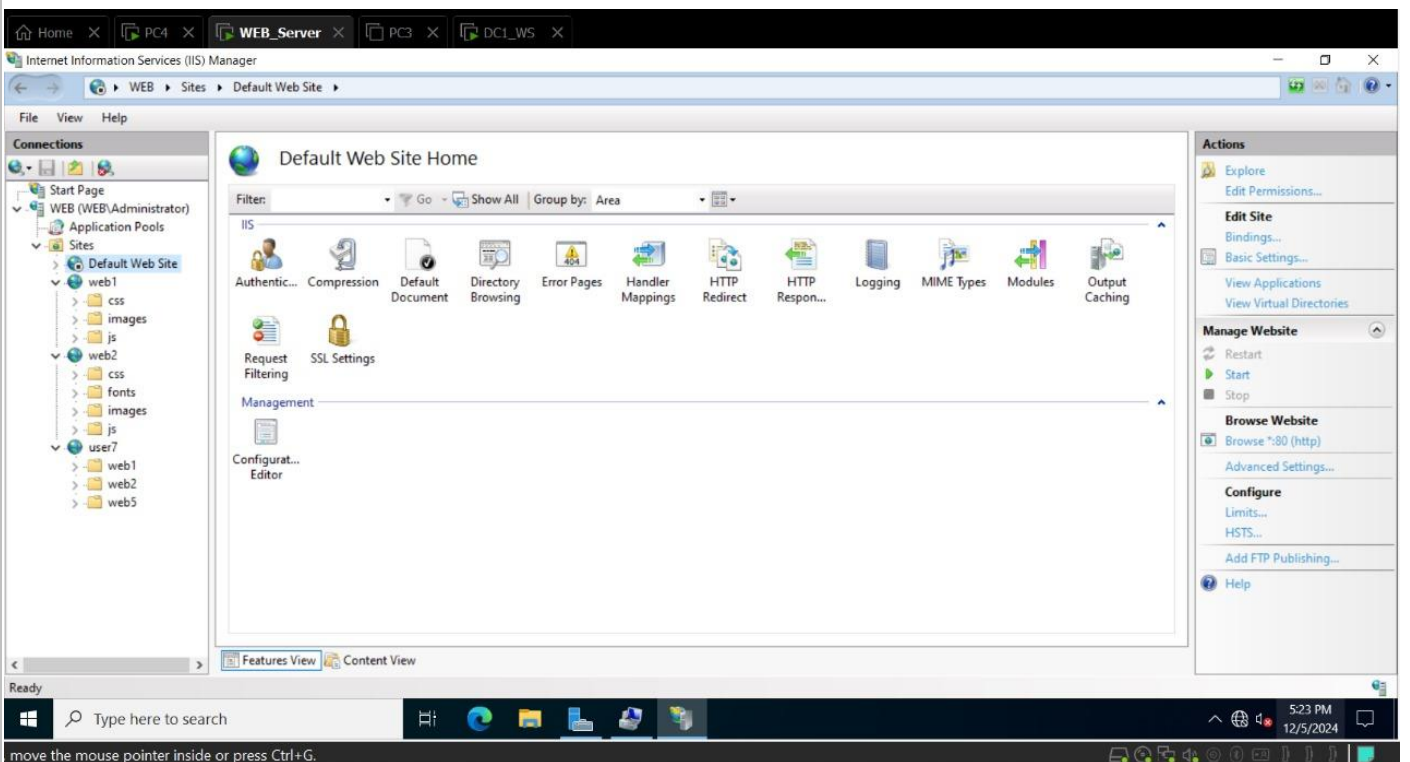 Home PC4 WEB_Server PC3 DC1_WS
Internet Information Services (IIS) Manager
WEB Sites Default Web Site
File View Help
Connections
Start Page
WEB (WEB\Administrator)
Application Pools
Sites
Default Web Site
web1
css
images
js
web2
css
fonts
images
js
user7
web1
web2
web5
Default Web Site Home
Filter: Go Show All Group by: Area
IIS
Authentic... Compression Default Document Directory Browsing Error Pages Handler Mappings HTTP Redirect HTTP Respon... Logging MIME Types Modules Output Caching
Request Filtering SSL Settings
Management
Configurat... Editor
Features View Content View
Actions
Explore
Edit Permissions...
Edit Site
Bindings...
Basic Settings...
View Applications
View Virtual Directories
Manage Website
Restart
Start
Stop
Browse Website
Browse *:80 (http)
Advanced Settings...
Configure
Limits...
HSTS...
Add FTP Publishing...
Help
Ready
Type here to search
5:23 PM
12/5/2024
move the mouse pointer inside or press Ctrl+G.